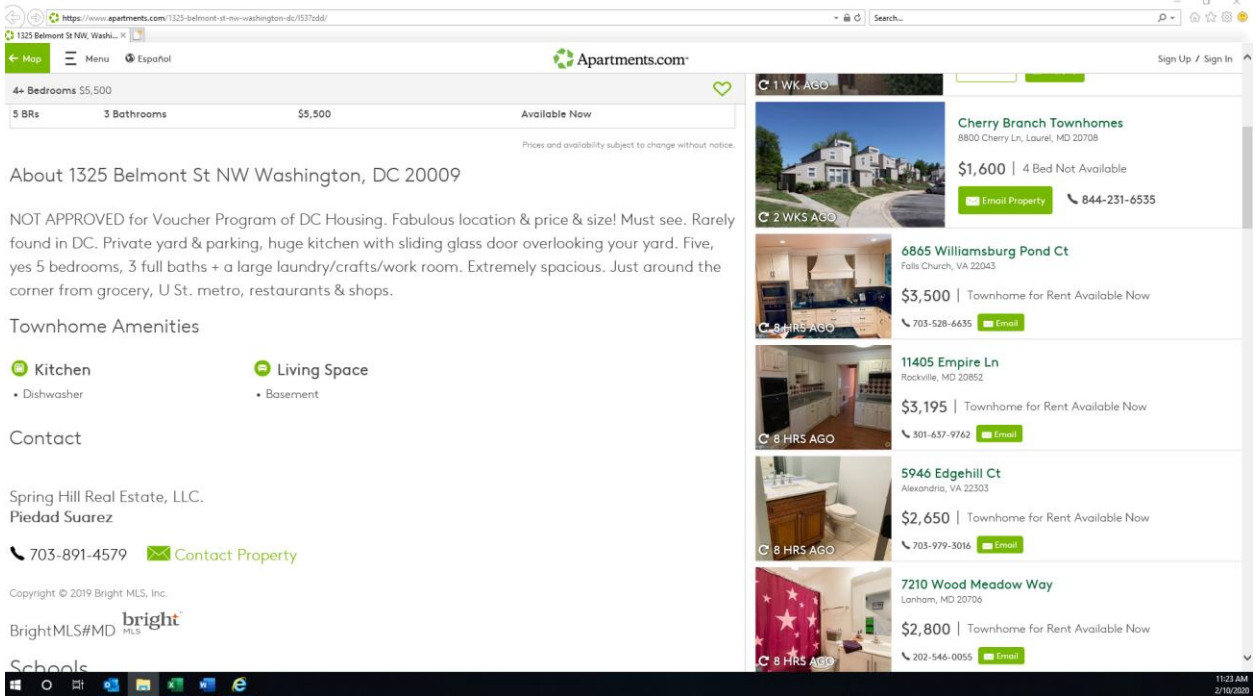 https://www.apartments.com/1325-belmont-st-nw-washington-dc/l537zdd/
Search...
1325 Belmont St NW, Washi...
Map
Menu
Español
Apartments.com
Sign Up / Sign In
4+ Bedrooms $5,500
5 BRs 3 Bathrooms $5,500 Available Now
Prices and availability subject to change without notice.
About 1325 Belmont St NW Washington, DC 20009
NOT APPROVED for Voucher Program of DC Housing. Fabulous location & price & size! Must see. Rarely
found in DC. Private yard & parking, huge kitchen with sliding glass door overlooking your yard. Five,
yes 5 bedrooms, 3 full baths + a large laundry/crafts/work room. Extremely spacious. Just around the
corner from grocery, U St. metro, restaurants & shops.
Townhome Amenities
Kitchen
• Dishwasher
Living Space
• Basement
Contact
Spring Hill Real Estate, LLC.
Piedad Suarez
703-891-4579 Contact Property
Copyright © 2019 Bright MLS, Inc.
BrightMLS#MD bright
MLS
Schools
1 WK AGO
2 WKS AGO
Cherry Branch Townhomes
8800 Cherry Ln, Laurel, MD 20708
$1,600 | 4 Bed Not Available
Email Property 844-231-6535
8 HRS AGO
6865 Williamsburg Pond Ct
Falls Church, VA 22043
$3,500 | Townhome for Rent Available Now
703-528-6635 Email
8 HRS AGO
11405 Empire Ln
Rockville, MD 20852
$3,195 | Townhome for Rent Available Now
301-637-9762 Email
8 HRS AGO
5946 Edgehill Ct
Alexandria, VA 22303
$2,650 | Townhome for Rent Available Now
703-979-3016 Email
8 HRS AGO
7210 Wood Meadow Way
Lanham, MD 20706
$2,800 | Townhome for Rent Available Now
202-546-0055 Email
11:23 AM
2/10/2020